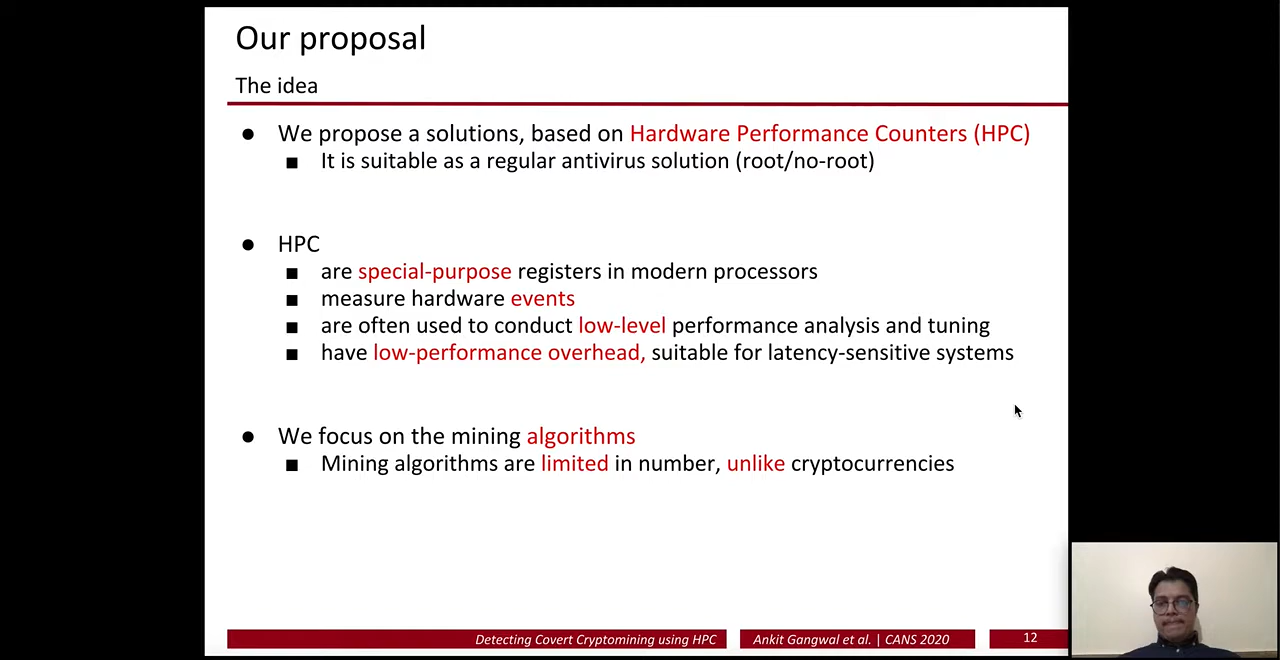 Our proposal
The idea
● We propose a solutions, based on Hardware Performance Counters (HPC)
■ It is suitable as a regular antivirus solution (root/no-root)
● HPC
■ are special-purpose registers in modern processors
■ measure hardware events
■ are often used to conduct low-level performance analysis and tuning
■ have low-performance overhead, suitable for latency-sensitive systems
● We focus on the mining algorithms
■ Mining algorithms are limited in number, unlike cryptocurrencies
Detecting Covert Cryptomining using HPC
Ankit Gangwal et al. | CANS 2020
12